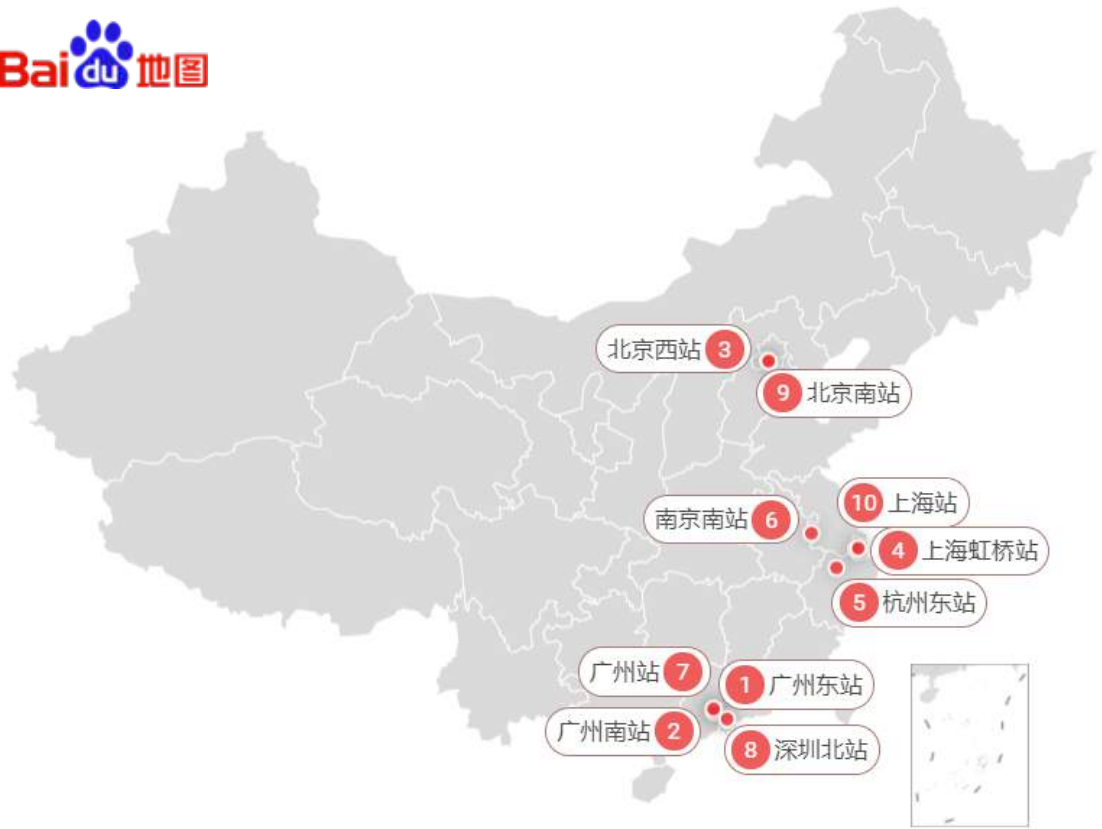 Bai du 地图
北京西站 3
9 北京南站
10 上海站
南京南站 6
4 上海虹桥站
5 杭州东站
广州站 7
1 广州东站
广州南站 2
8 深圳北站